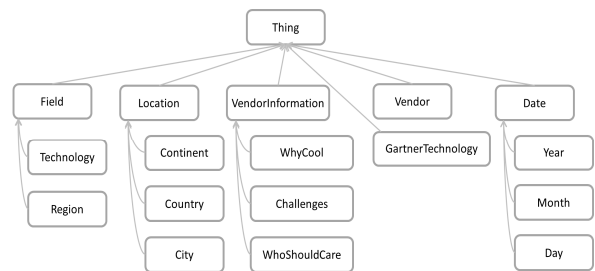 Thing
Field
Location
VendorInformation
Vendor
Date
Technology
Continent
WhyCool
GartnerTechnology
Year
Region
Country
Challenges
Month
City
WhoShouldCare
Day